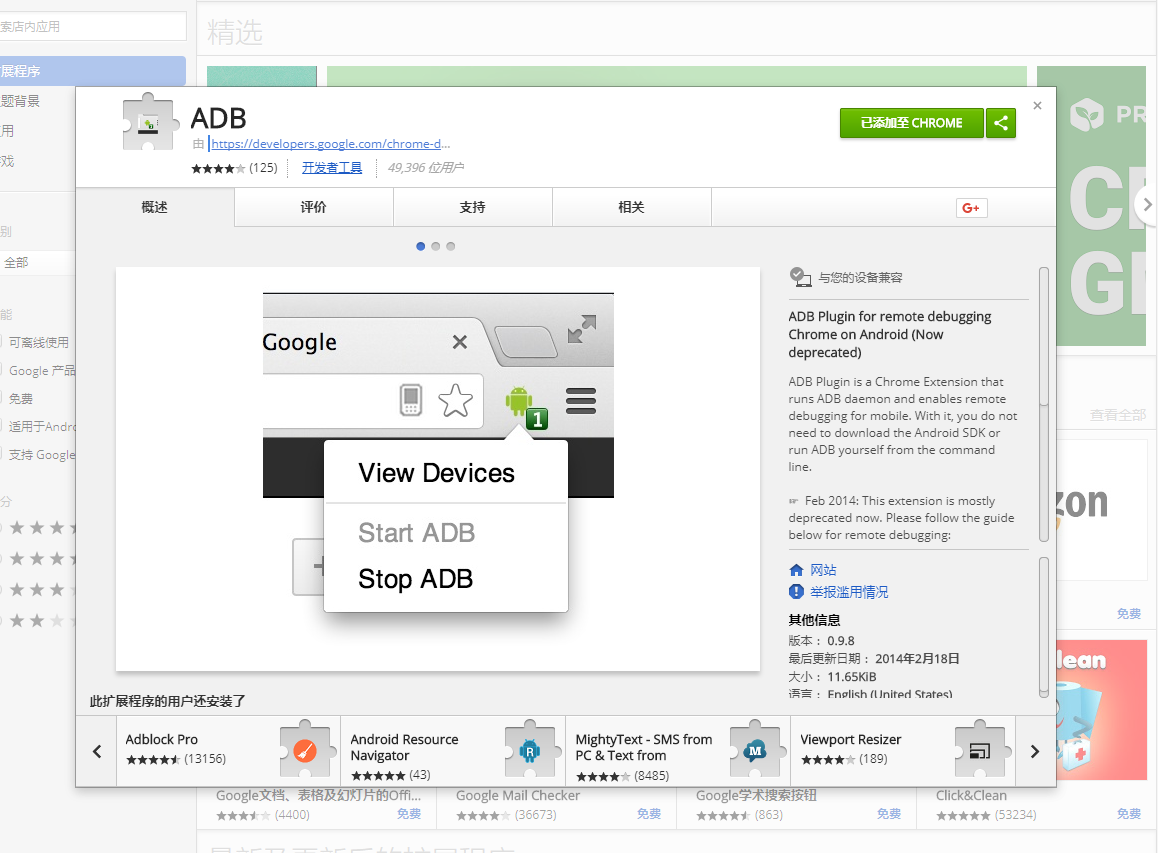 索店内应用
精选
展程序
题背景
用
戏
别
全部
能
可离线使用
Google 产品
免费
适用于Andro
支持 Google
分
ADB
由 https://developers.google.com/chrome-d...
(125) 开发者工具 49,396 位用户
已添加至 CHROME
概述 评价 支持 相关 G+
Google
1
View Devices
Start ADB
Stop ADB
与您的设备兼容
ADB Plugin for remote debugging
Chrome on Android (Now
deprecated)
ADB Plugin is a Chrome Extension that
runs ADB daemon and enables remote
debugging for mobile. With it, you do not
need to download the Android SDK or
run ADB yourself from the command
line.
☞ Feb 2014: This extension is mostly
deprecated now. Please follow the guide
below for remote debugging:
网站
举报滥用情况
其他信息
版本： 0.9.8
最后更新日期： 2014年2月18日
大小： 11.65KiB
语言： English (United States)
PR
CL
GE
查看全部
zon
免费
lean
此扩展程序的用户还安装了
Adblock Pro
(13156)
Android Resource
Navigator
(43)
R
MightyText - SMS from
PC & Text from
(8485)
M
Viewport Resizer
(189)
Google文档、表格及幻灯片的Offi...
(4400) 免费
Google Mail Checker
(36673) 免费
Google学术搜索按钮
(863) 免费
Click&Clean
(53234) 免费
最新及更新后的扩展程序